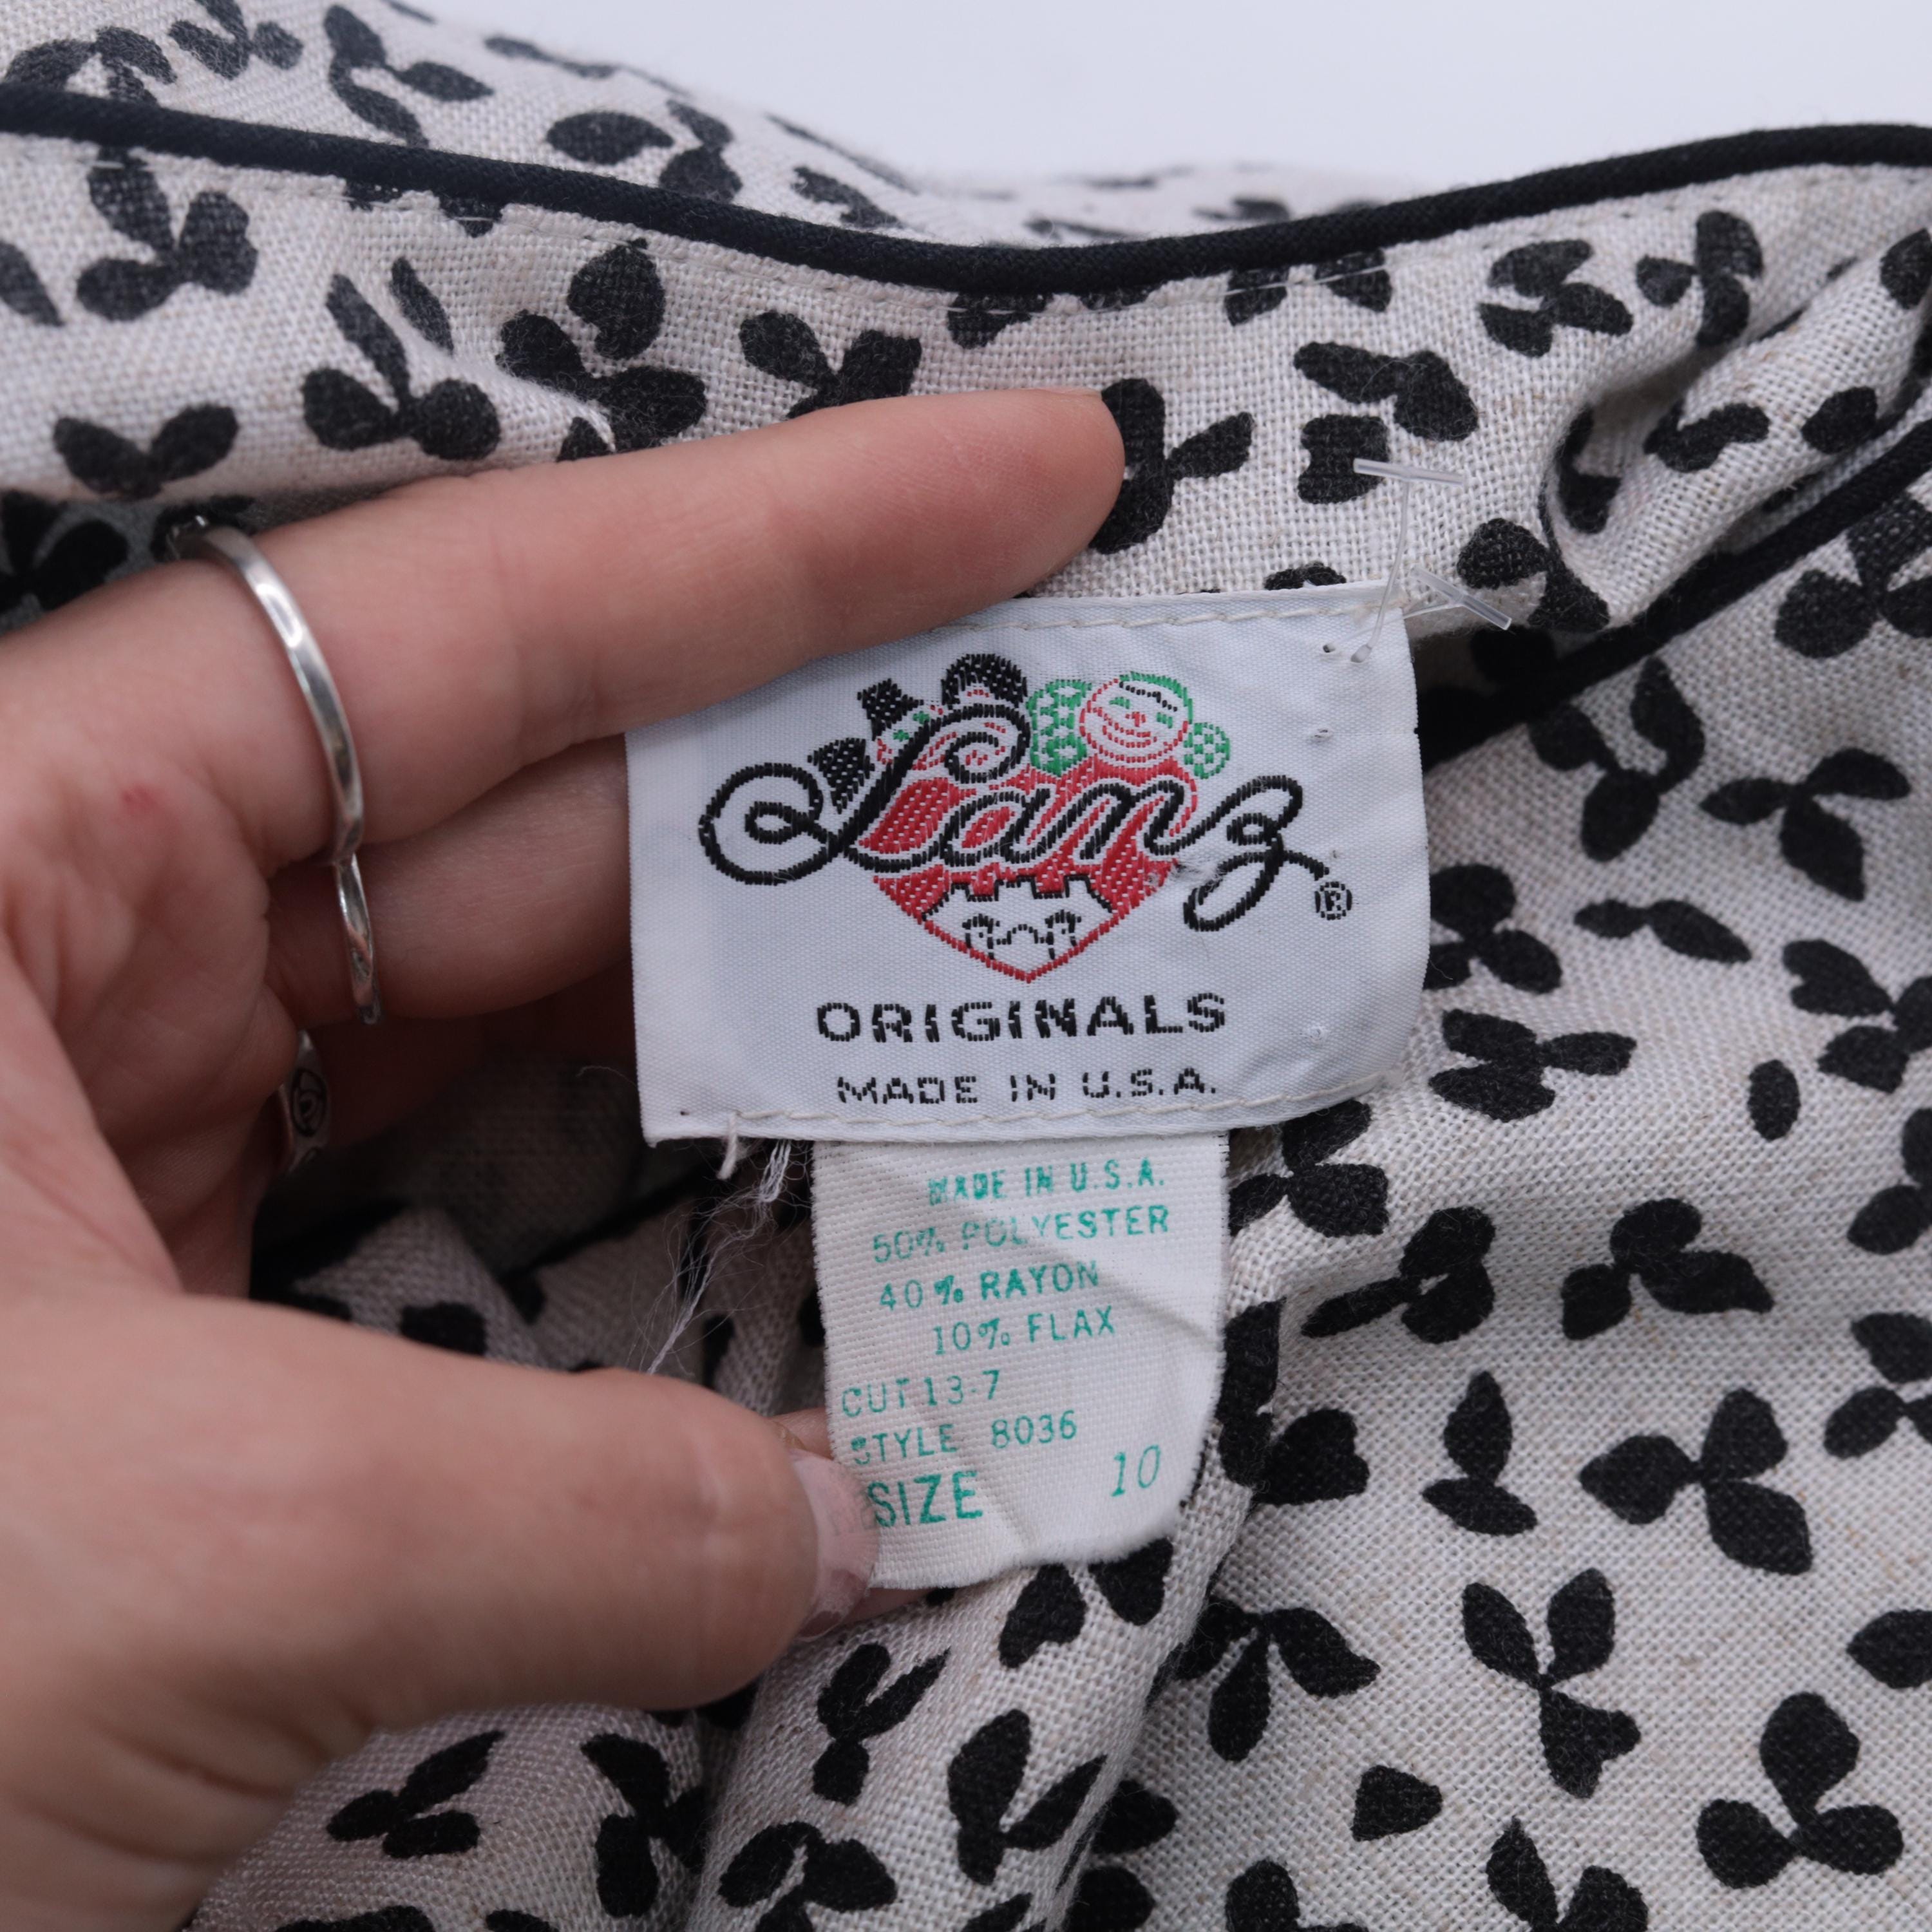 Lanz®
ORIGINALS
MADE IN U.S.A.
MADE IN U.S.A.
50% POLYESTER
40% RAYON
10% FLAX
CUT 13-7
STYLE 8036
SIZE 10